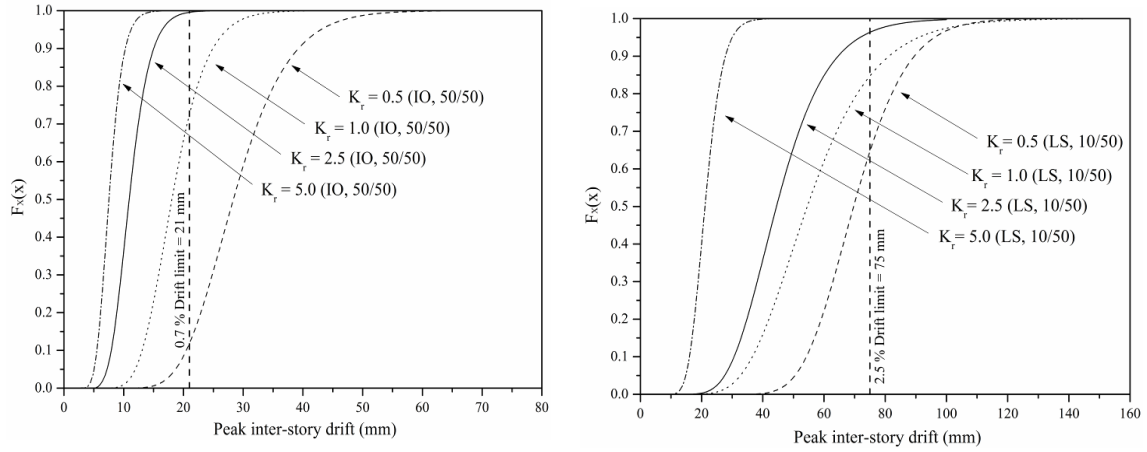 1.0
0.9
0.8
0.7
0.6
0.5
0.4
0.3
0.2
0.1
0.0
Fx(x)
0 10 20 30 40 50 60 70 80
Peak inter-story drift (mm)
0.7 % Drift limit = 21 mm
Kr = 0.5 (IO, 50/50)
Kr = 1.0 (IO, 50/50)
Kr = 2.5 (IO, 50/50)
Kr = 5.0 (IO, 50/50)
1.0
0.9
0.8
0.7
0.6
0.5
0.4
0.3
0.2
0.1
0.0
Fx(x)
0 20 40 60 80 100 120 140 160
Peak inter-story drift (mm)
2.5 % Drift limit = 75 mm
Kr= 0.5 (LS, 10/50)
Kr= 1.0 (LS, 10/50)
Kr= 2.5 (LS, 10/50)
Kr= 5.0 (LS, 10/50)